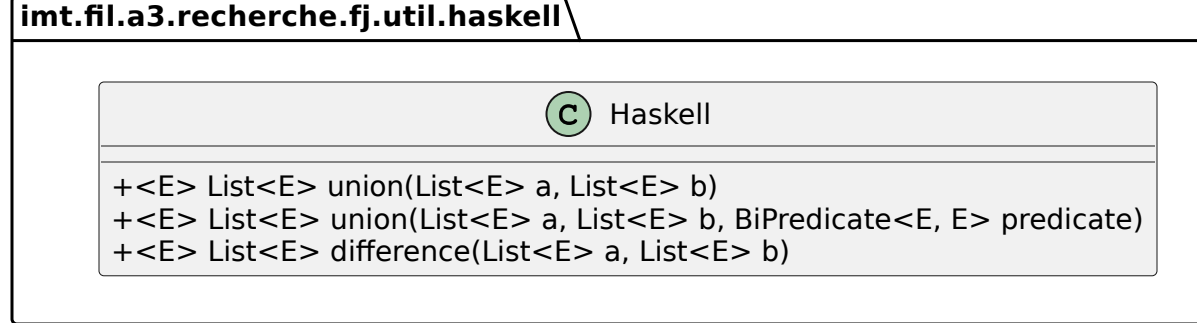 imt.fil.a3.recherche.fj.util.haskell
C Haskell
+<E> List<E> union(List<E> a, List<E> b)
+<E> List<E> union(List<E> a, List<E> b, BiPredicate<E, E> predicate)
+<E> List<E> difference(List<E> a, List<E> b)